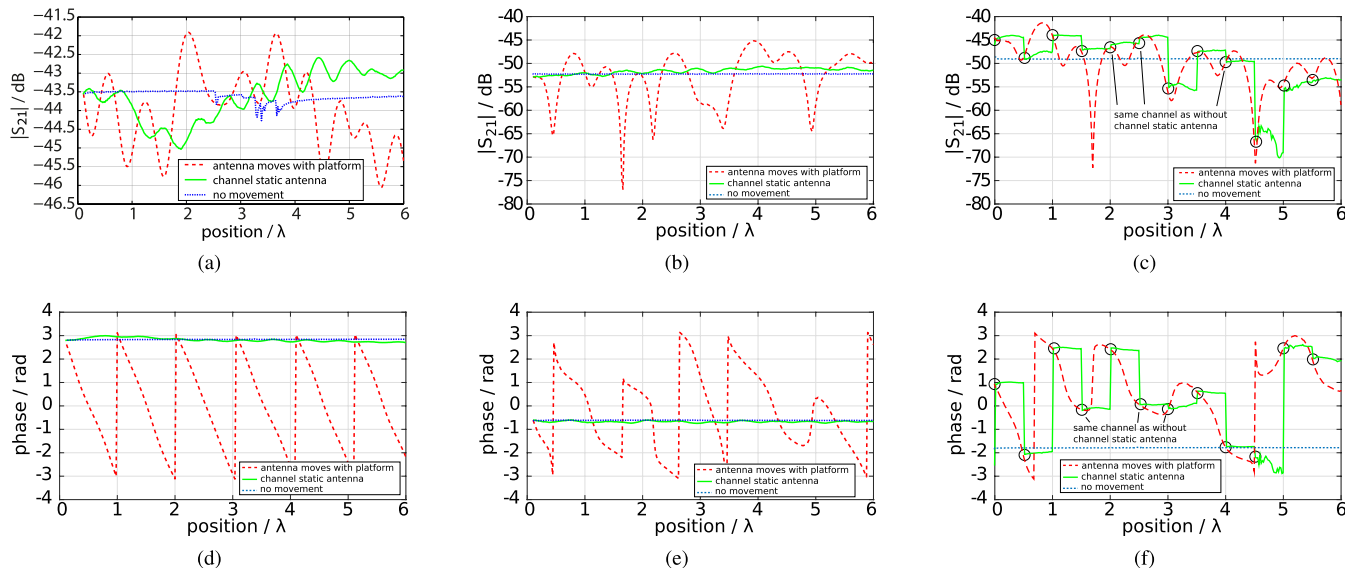 −41.5
−42
−42.5
−43
−43.5
−44
−44.5
−45
−45.5
−46
−46.5
|S21| / dB
antenna moves with platform
channel static antenna
no movement
0 1 2 3 4 5 6
position / λ
(a)
-40
-45
-50
-55
-60
-65
-70
-75
-80
|S21| / dB
antenna moves with platform
channel static antenna
no movement
0 1 2 3 4 5 6
position / λ
(b)
-40
-45
-50
-55
-60
-65
-70
-75
-80
|S21| / dB
same channel as without
channel static antenna
antenna moves with platform
channel static antenna
no movement
0 1 2 3 4 5 6
position / λ
(c)
4
3
2
1
0
-1
-2
-3
-4
phase / rad
antenna moves with platform
channel static antenna
no movement
0 1 2 3 4 5 6
position / λ
(d)
4
3
2
1
0
-1
-2
-3
-4
phase / rad
antenna moves with platform
channel static antenna
no movement
0 1 2 3 4 5 6
position / λ
(e)
4
3
2
1
0
-1
-2
-3
-4
phase / rad
same channel as without
channel static antenna
antenna moves with platform
channel static antenna
no movement
0 1 2 3 4 5 6
position / λ
(f)